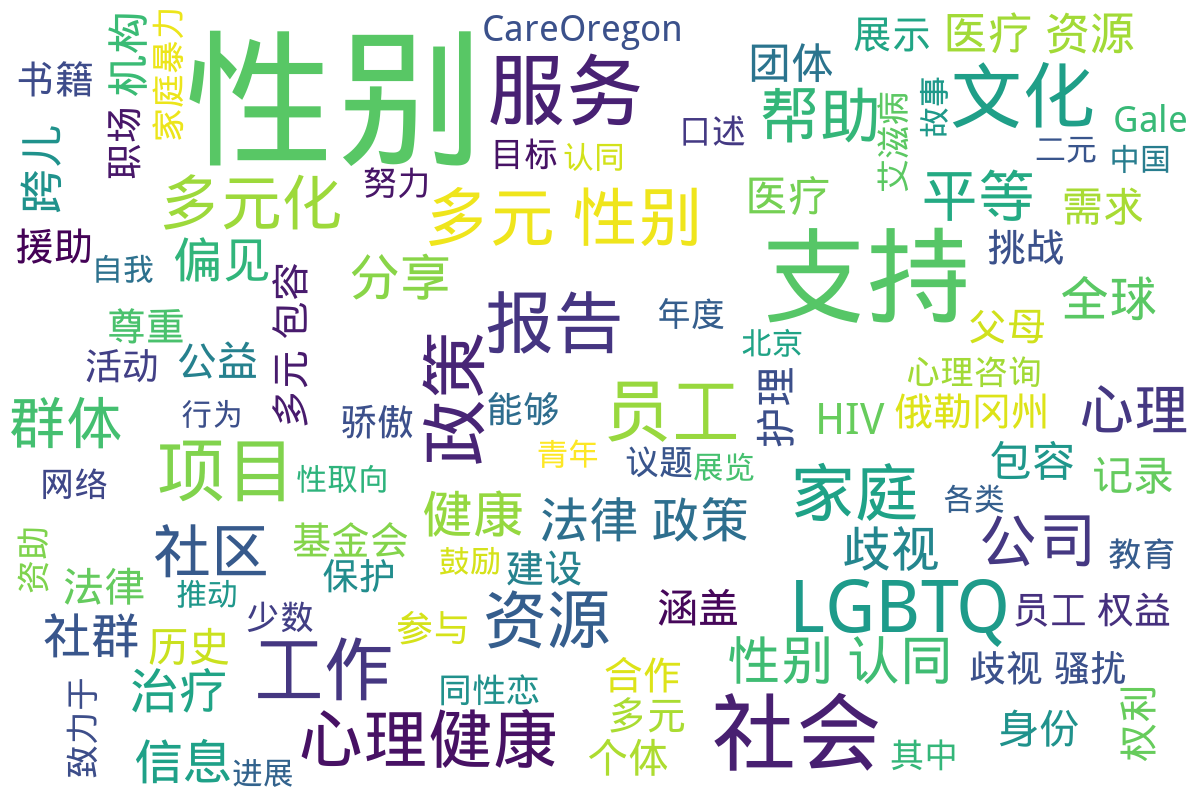 性别
CareOregon
服务
书籍
机构
家庭暴力
职场
跨儿
团体
展示
医疗 资源
文化
帮助
口述
艾滋病
故事
Gale
二元
中国
目标
认同
努力
多元化
多元 性别
医疗
平等
需求
援助
自我
偏见
分享
多元 包容
支持
挑战
全球
尊重
报告
年度
北京
父母
活动
公益
政策
行为
骄傲
能够
员工
护理
心理咨询
HIV
俄勒冈州
心理
群体
项目
青年
议题
展览
包容
记录
网络
性取向
健康
法律 政策
家庭
各类
公司
社区
基金会
鼓励
建设
歧视
教育
资助
法律
推动
保护
涵盖
LGBTQ
员工 权益
社群
历史
少数
参与
资源
工作
性别 认同
歧视 骚扰
治疗
同性恋
合作
多元
致力于
信息
进展
心理健康
个体
社会
其中
身份
权利